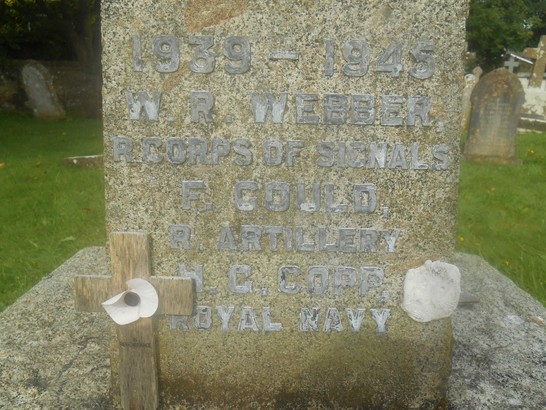 1939 – 1945
W. R. WEBBER,
R. CORPS OF SIGNALS
F. GOULD,
R. ARTILLERY
H. C. COPP,
ROYAL NAVY